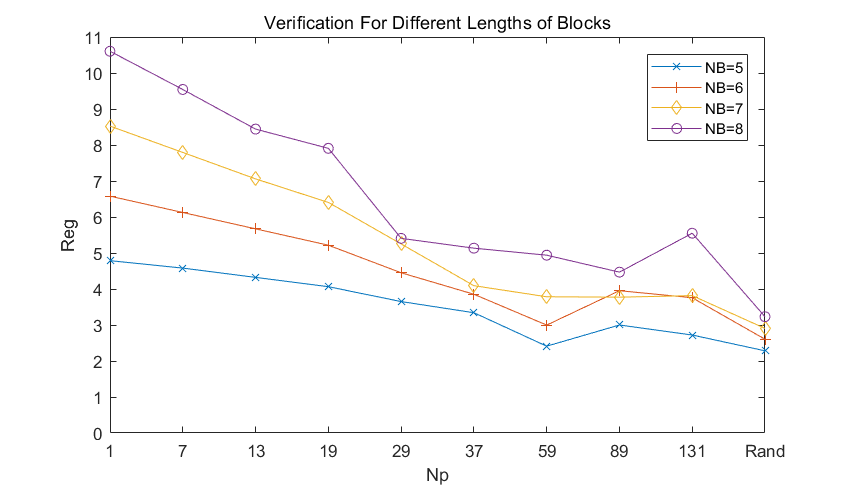 Verification For Different Lengths of Blocks
11
10
9
8
7
6
5
4
3
2
1
0
Reg
NB=5
NB=6
NB=7
NB=8
1 7 13 19 29 37 59 89 131 Rand
Np